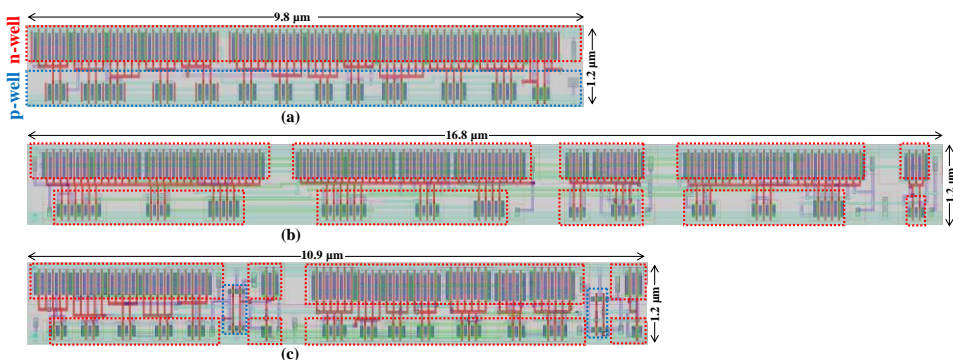 9.8 µm
n-well
p-well
1.2 µm
(a)
16.8 µm
1.2 µm
(b)
10.9 µm
1.2 µm
(c)